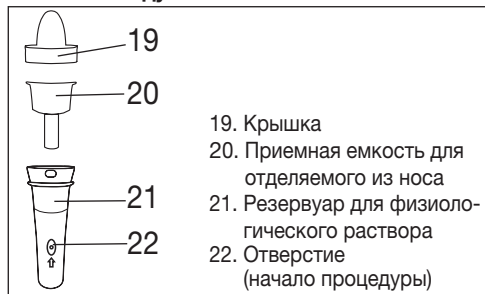 19
20
21
22
19. Крышка
20. Приемная емкость для
отделяемого из носа
21. Резервуар для физиоло-
гического раствора
22. Отверстие
(начало процедуры)